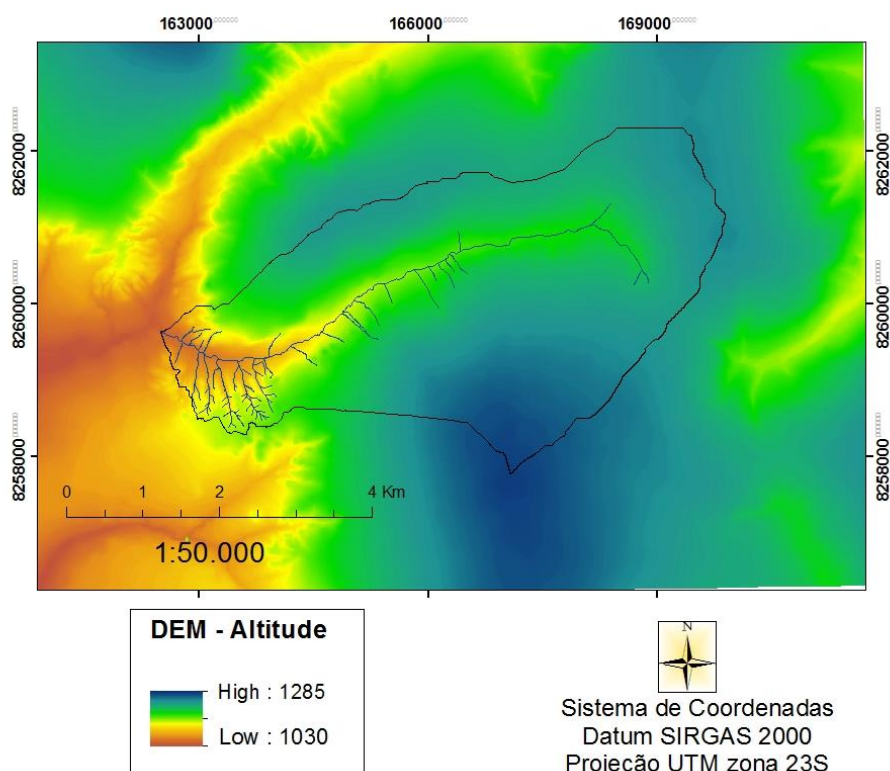 163000 166000 169000
8262000 8262000
8260000 8260000
8258000 8258000
0 1 2 4 Km
1:50.000
DEM - Altitude
High : 1285
Low : 1030
N
Sistema de Coordenadas
Datum SIRGAS 2000
Projeção UTM zona 23S